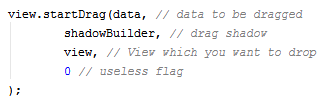 view.startDrag(data, // data to be dragged
shadowBuilder, // drag shadow
view, // View which you want to drop
0 // useless flag
);